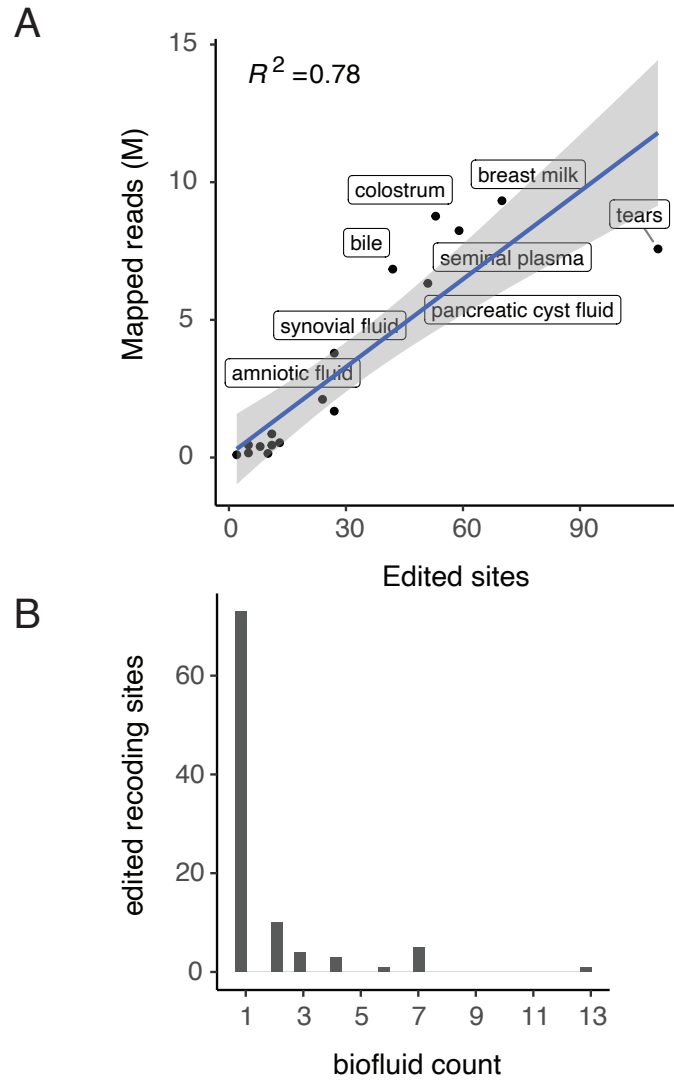 A
15
R² =0.78
breast milk
colostrum
10
tears
bile
seminal plasma
Mapped reads (M)
pancreatic cyst fluid
5
synovial fluid
amniotic fluid
0
0 30 60 90
Edited sites
B
60
40
edited recoding sites
20
0
1 3 5 7 9 11 13
biofluid count